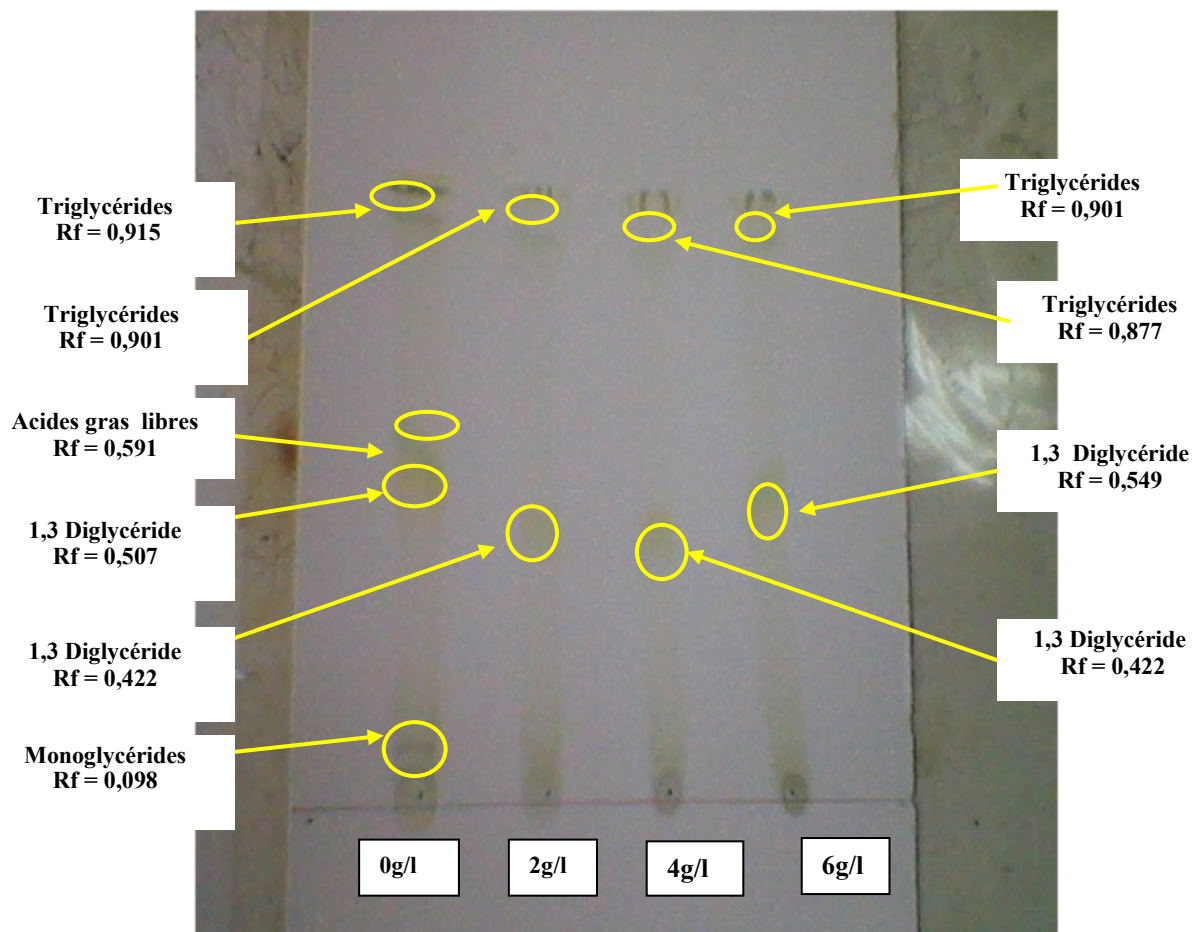 Triglycérides
Rf = 0,915
Triglycérides
Rf = 0,901
Acides gras libres
Rf = 0,591
1,3 Diglycéride
Rf = 0,507
1,3 Diglycéride
Rf = 0,422
Monoglycérides
Rf = 0,098
Triglycérides
Rf = 0,901
Triglycérides
Rf = 0,877
1,3 Diglycéride
Rf = 0,549
1,3 Diglycéride
Rf = 0,422
0g/l
2g/l
4g/l
6g/l